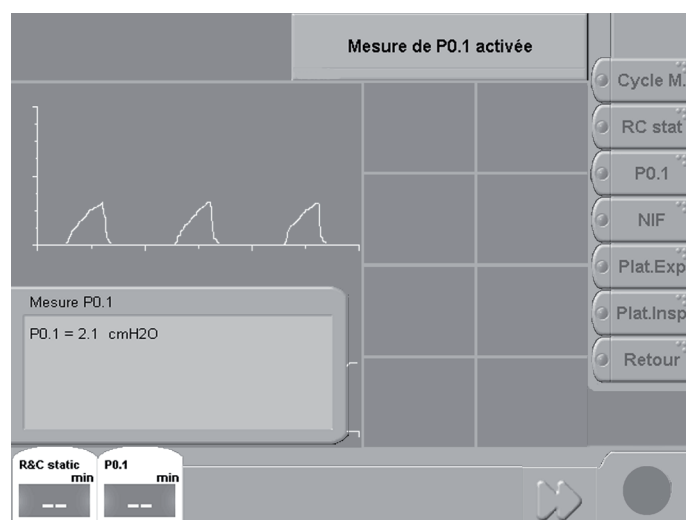 Mesure de P0.1 activée
Cycle M.
RC stat
P0.1
NIF
Plat.Exp
Plat.Insp
Retour
Mesure P0.1
P0.1 = 2.1 cmH2O
R&C static
min
--
P0.1
min
--